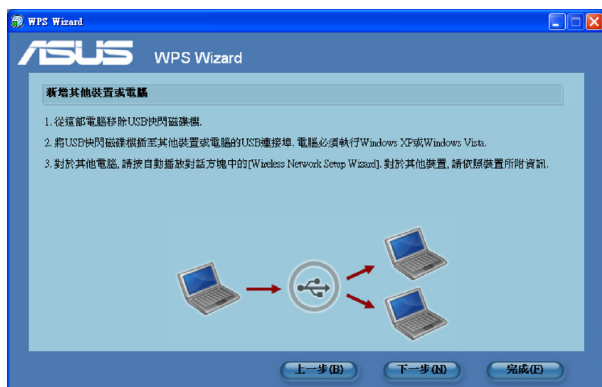 WPS Wizard
ASUS WPS Wizard
新增其他裝置或電腦
1. 從這部電腦移除USB快閃磁碟機.
2. 將USB快閃磁碟機插至其他裝置或電腦的USB連接埠. 電腦必須執行Windows XP或Windows Vista.
3. 對於其他電腦, 請按自動播放對話方塊中的[Wireless Network Setup Wizard]. 對於其他裝置, 請依照裝置所附資訊.
上一步(B) 下一步(N) 完成(F)